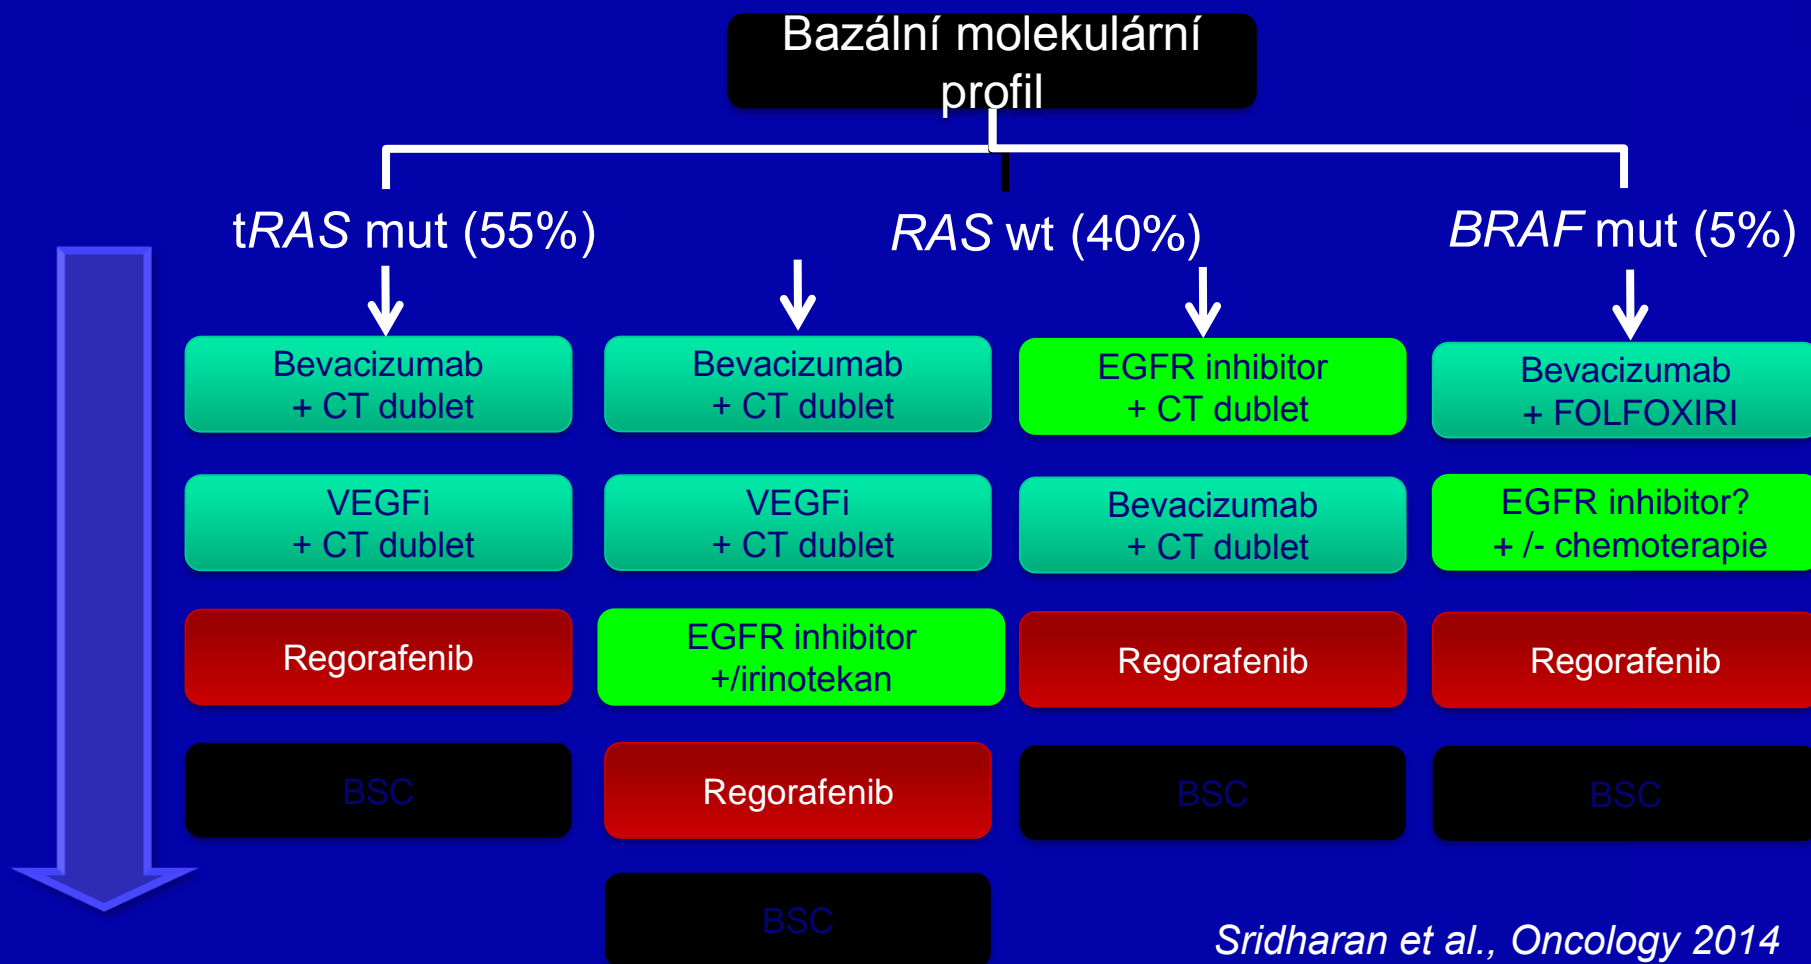 Bazální molekulární
profil
tRAS mut (55%)
RAS wt (40%)
BRAF mut (5%)
Bevacizumab
+ CT dublet
Bevacizumab
+ CT dublet
EGFR inhibitor
+ CT dublet
Bevacizumab
+ FOLFOXIRI
VEGFi
+ CT dublet
VEGFi
+ CT dublet
Bevacizumab
+ CT dublet
EGFR inhibitor?
+ /- chemoterapie
Regorafenib
EGFR inhibitor
+/irinotekan
Regorafenib
Regorafenib
BSC
Regorafenib
BSC
BSC
BSC
Sridharan et al., Oncology 2014